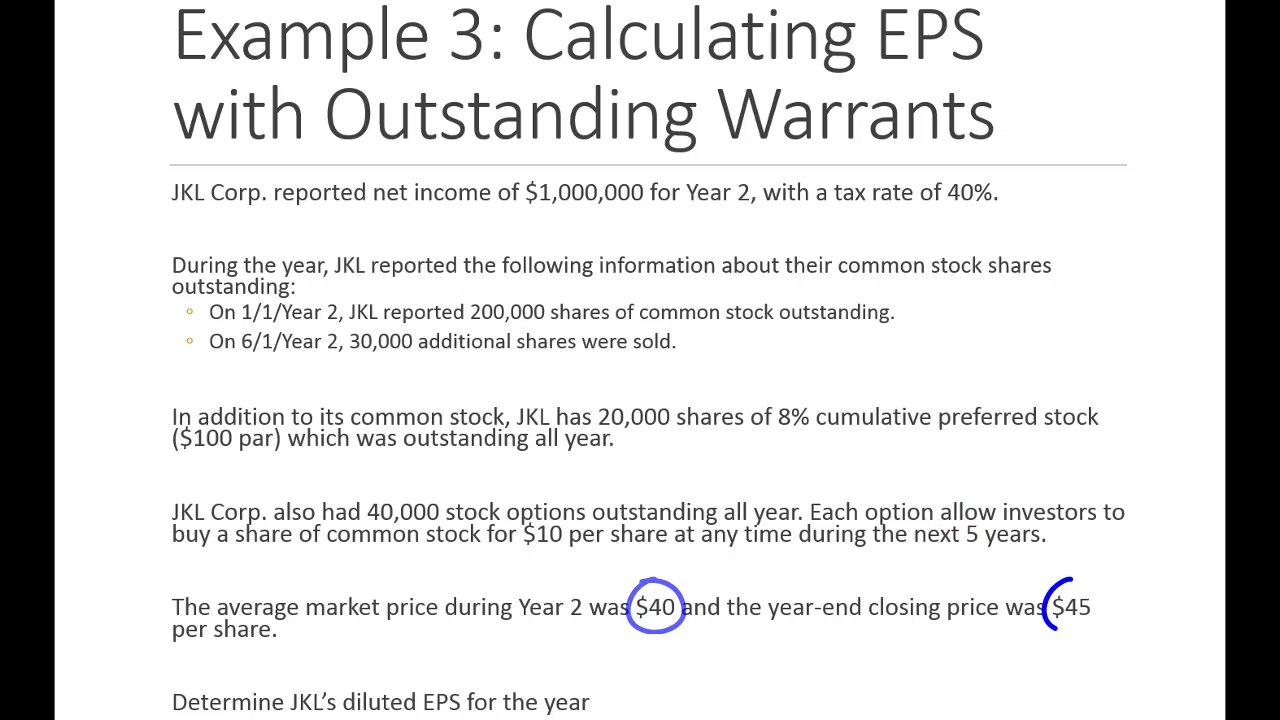 Example 3: Calculating EPS
with Outstanding Warrants
JKL Corp. reported net income of $1,000,000 for Year 2, with a tax rate of 40%.
During the year, JKL reported the following information about their common stock shares
outstanding:
◦ On 1/1/Year 2, JKL reported 200,000 shares of common stock outstanding.
◦ On 6/1/Year 2, 30,000 additional shares were sold.
In addition to its common stock, JKL has 20,000 shares of 8% cumulative preferred stock
($100 par) which was outstanding all year.
JKL Corp. also had 40,000 stock options outstanding all year. Each option allow investors to
buy a share of common stock for $10 per share at any time during the next 5 years.
The average market price during Year 2 was $40 and the year-end closing price was $45
per share.
Determine JKL’s diluted EPS for the year